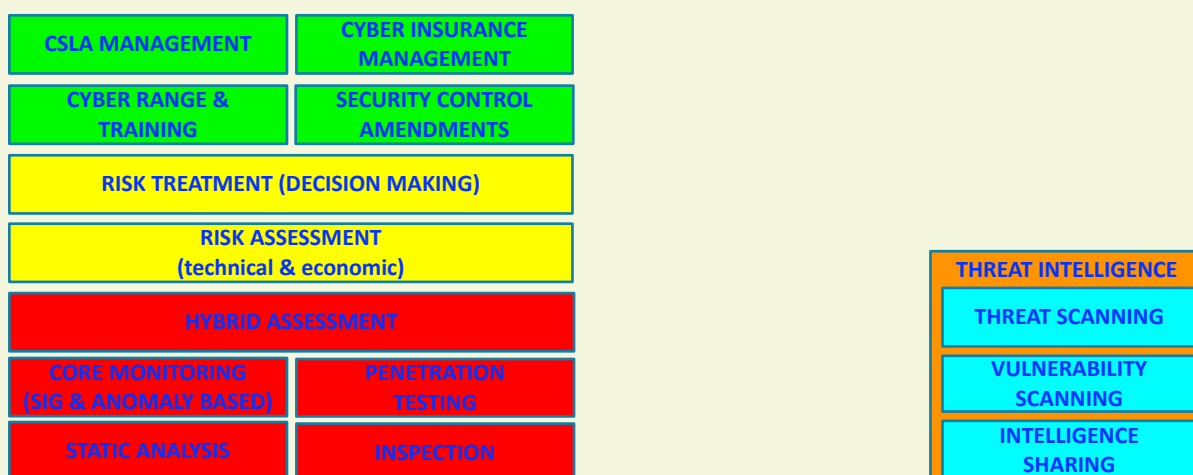 CSLA MANAGEMENT
CYBER INSURANCE
MANAGEMENT
CYBER RANGE &
TRAINING
SECURITY CONTROL
AMENDMENTS
RISK TREATMENT (DECISION MAKING)
RISK ASSESSMENT
(technical & economic)
HYBRID ASSESSMENT
CORE MONITORING
(SIG & ANOMALY BASED)
PENETRATION
TESTING
STATIC ANALYSIS
INSPECTION
THREAT INTELLIGENCE
THREAT SCANNING
VULNERABILITY
SCANNING
INTELLIGENCE
SHARING